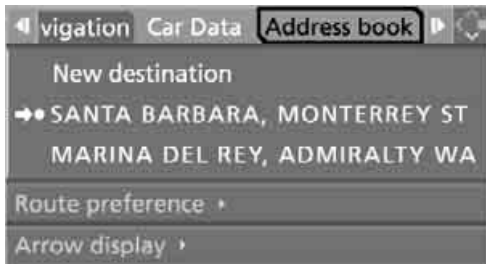 vigation Car Data Address book
New destination
SANTA BARBARA, MONTERREY ST
MARINA DEL REY, ADMIRALTY WA
Route preference
Arrow display